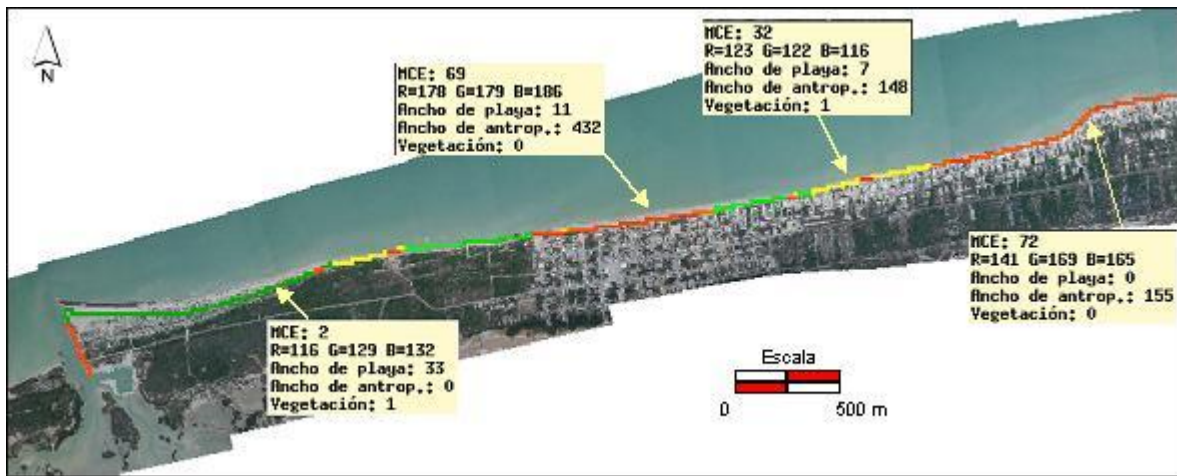 N
MCE: 69
R=178 G=179 B=186
Ancho de playa: 11
Ancho de antrop.: 432
Vegetación: 0
MCE: 32
R=123 G=122 B=116
Ancho de playa: 7
Ancho de antrop.: 148
Vegetación: 1
MCE: 72
R=141 G=169 B=165
Ancho de playa: 0
Ancho de antrop.: 155
Vegetación: 0
MCE: 2
R=116 G=129 B=132
Ancho de playa: 33
Ancho de antrop.: 0
Vegetación: 1
Escala
0 500 m